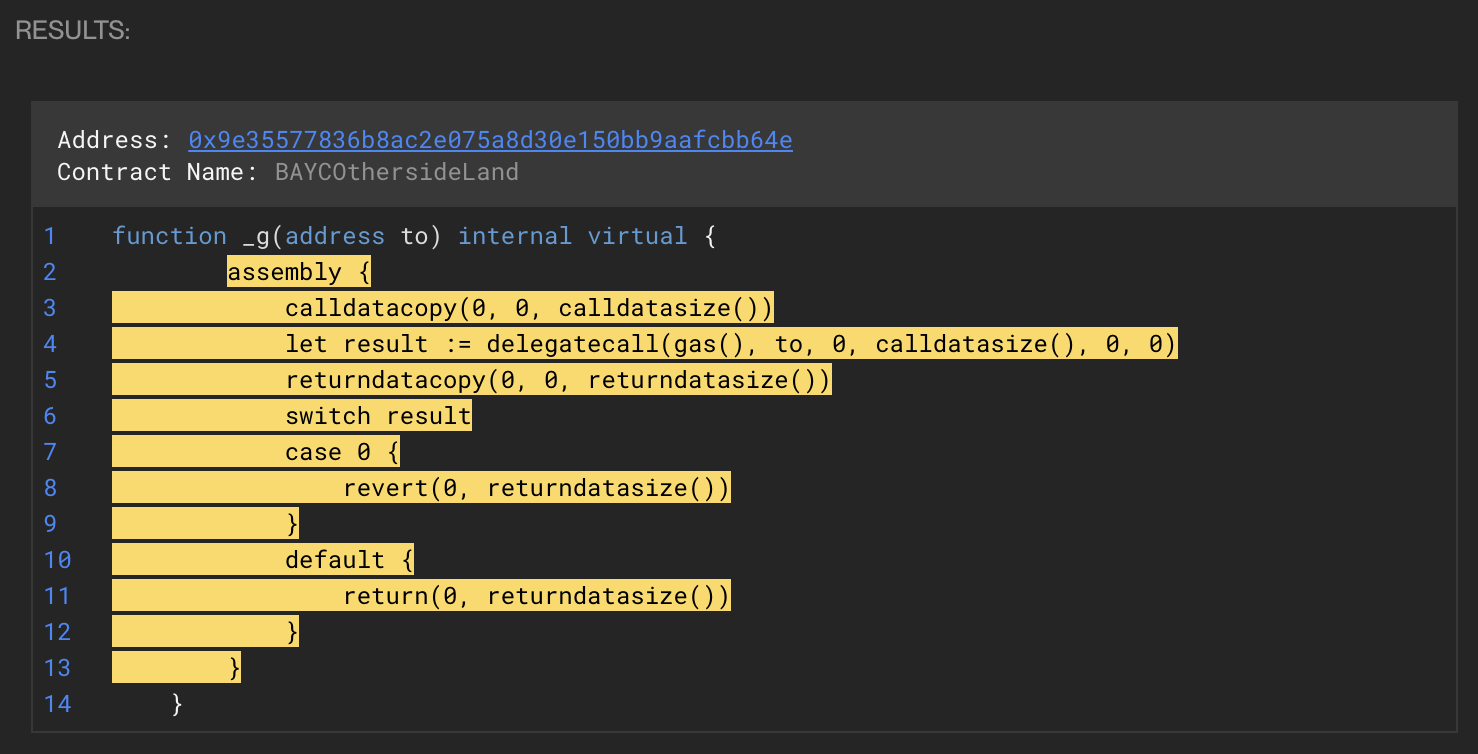 RESULTS:
Address: 0x9e35577836b8ac2e075a8d30e150bb9aafcbb64e
Contract Name: BAYCOthersideLand
1 function _g(address to) internal virtual {
2 assembly {
3 calldatacopy(0, 0, calldatasize())
4 let result := delegatecall(gas(), to, 0, calldatasize(), 0, 0)
5 returndatacopy(0, 0, returndatasize())
6 switch result
7 case 0 {
8 revert(0, returndatasize())
9 }
10 default {
11 return(0, returndatasize())
12 }
13 }
14 }